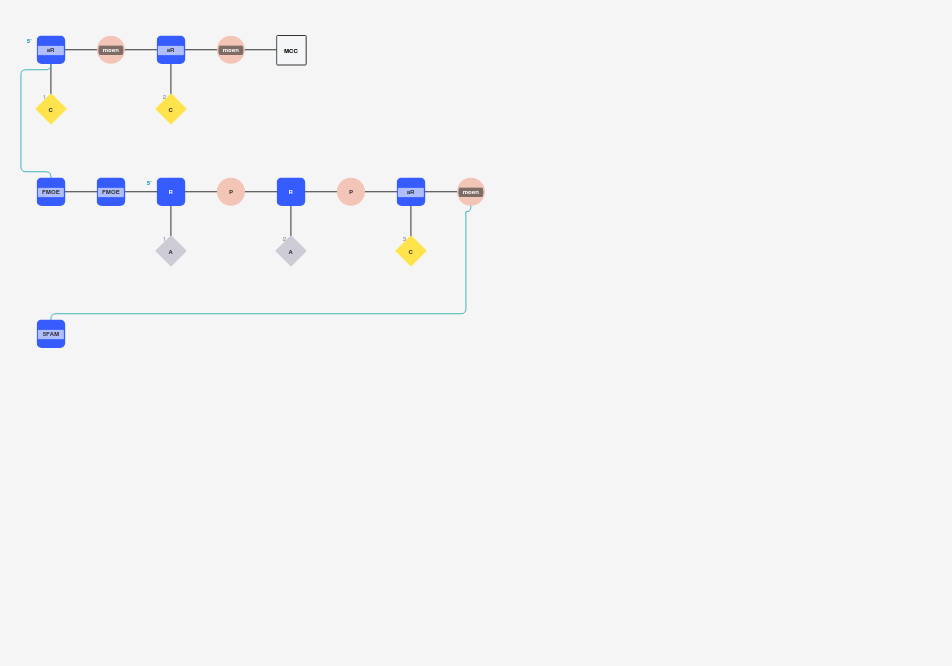 5' aR moen aR moen MCC
1 C 2 C
FMOE FMOE 5' R P R P aR moen
1 A 2 A 3 C
5FAM